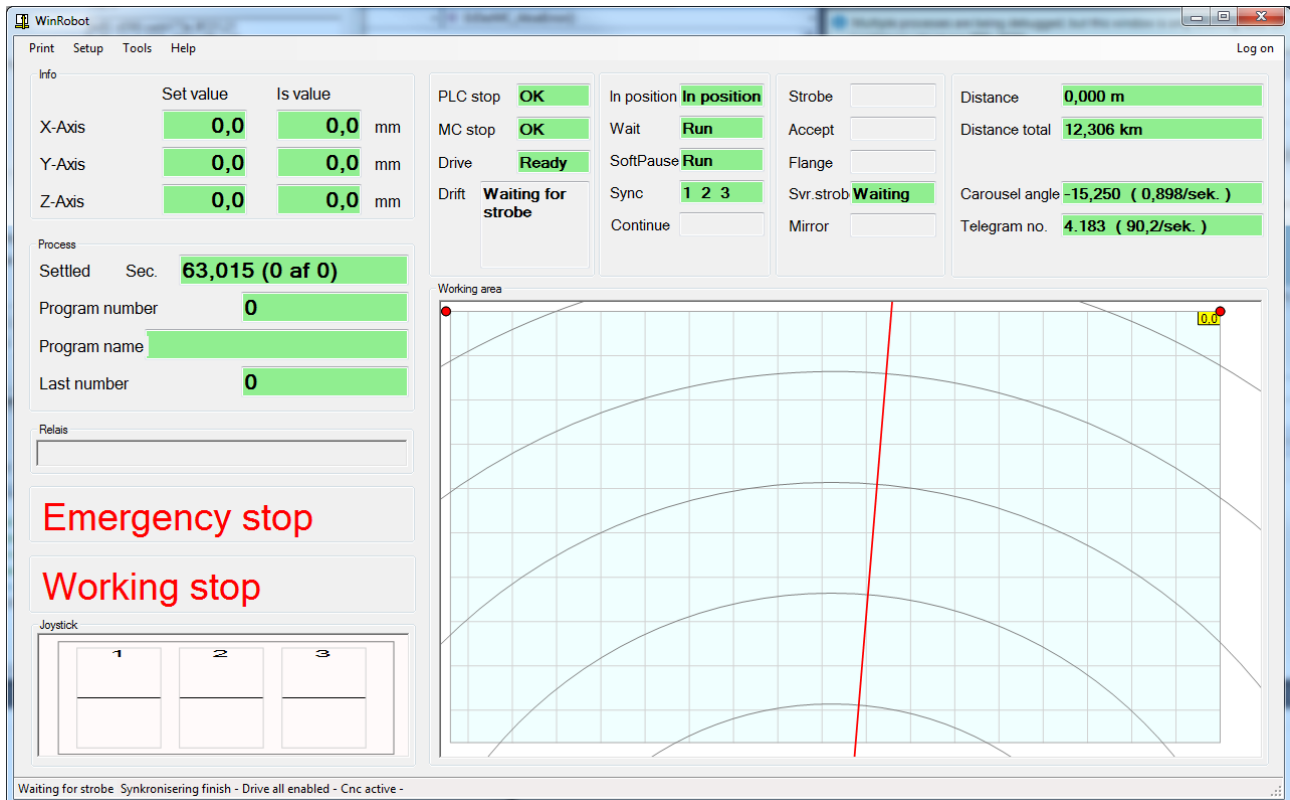 WinRobot
Print Setup Tools Help Log on
Info
Set value Is value
X-Axis 0,0 0,0 mm
Y-Axis 0,0 0,0 mm
Z-Axis 0,0 0,0 mm
Process
Settled Sec. 63,015 (0 af 0)
Program number 0
Program name
Last number 0
Relais
Emergency stop
Working stop
Joystick
1 2 3
PLC stop OK
MC stop OK
Drive Ready
Drift Waiting for
strobe
In position In position
Wait Run
SoftPause Run
Sync 1 2 3
Continue
Strobe
Accept
Flange
Svr.strob Waiting
Mirror
Distance 0,000 m
Distance total 12,306 km
Carousel angle -15,250 ( 0,898/sek. )
Telegram no. 4.183 ( 90,2/sek. )
Working area
0,0
Waiting for strobe Synkronisering finish - Drive all enabled - Cnc active -